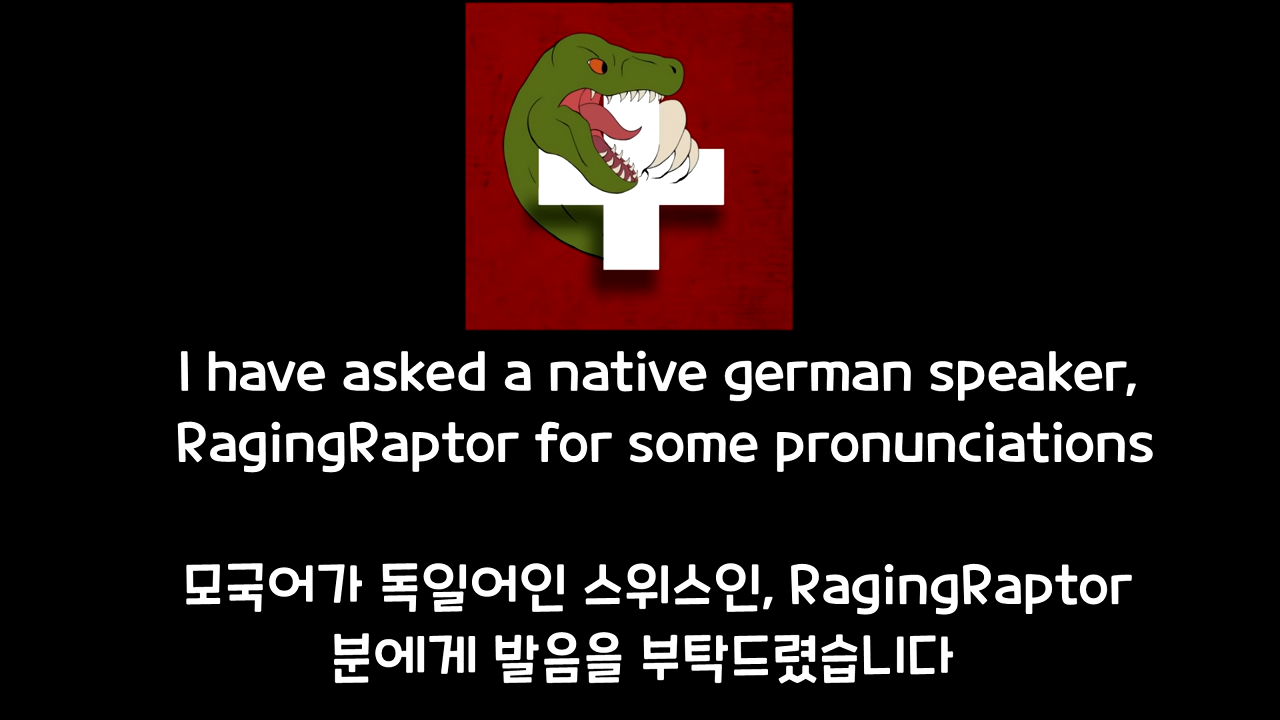 I have asked a native german speaker,
RagingRaptor for some pronunciations
모국어가 독일어인 스위스인, RagingRaptor
분에게 발음을 부탁드렸습니다